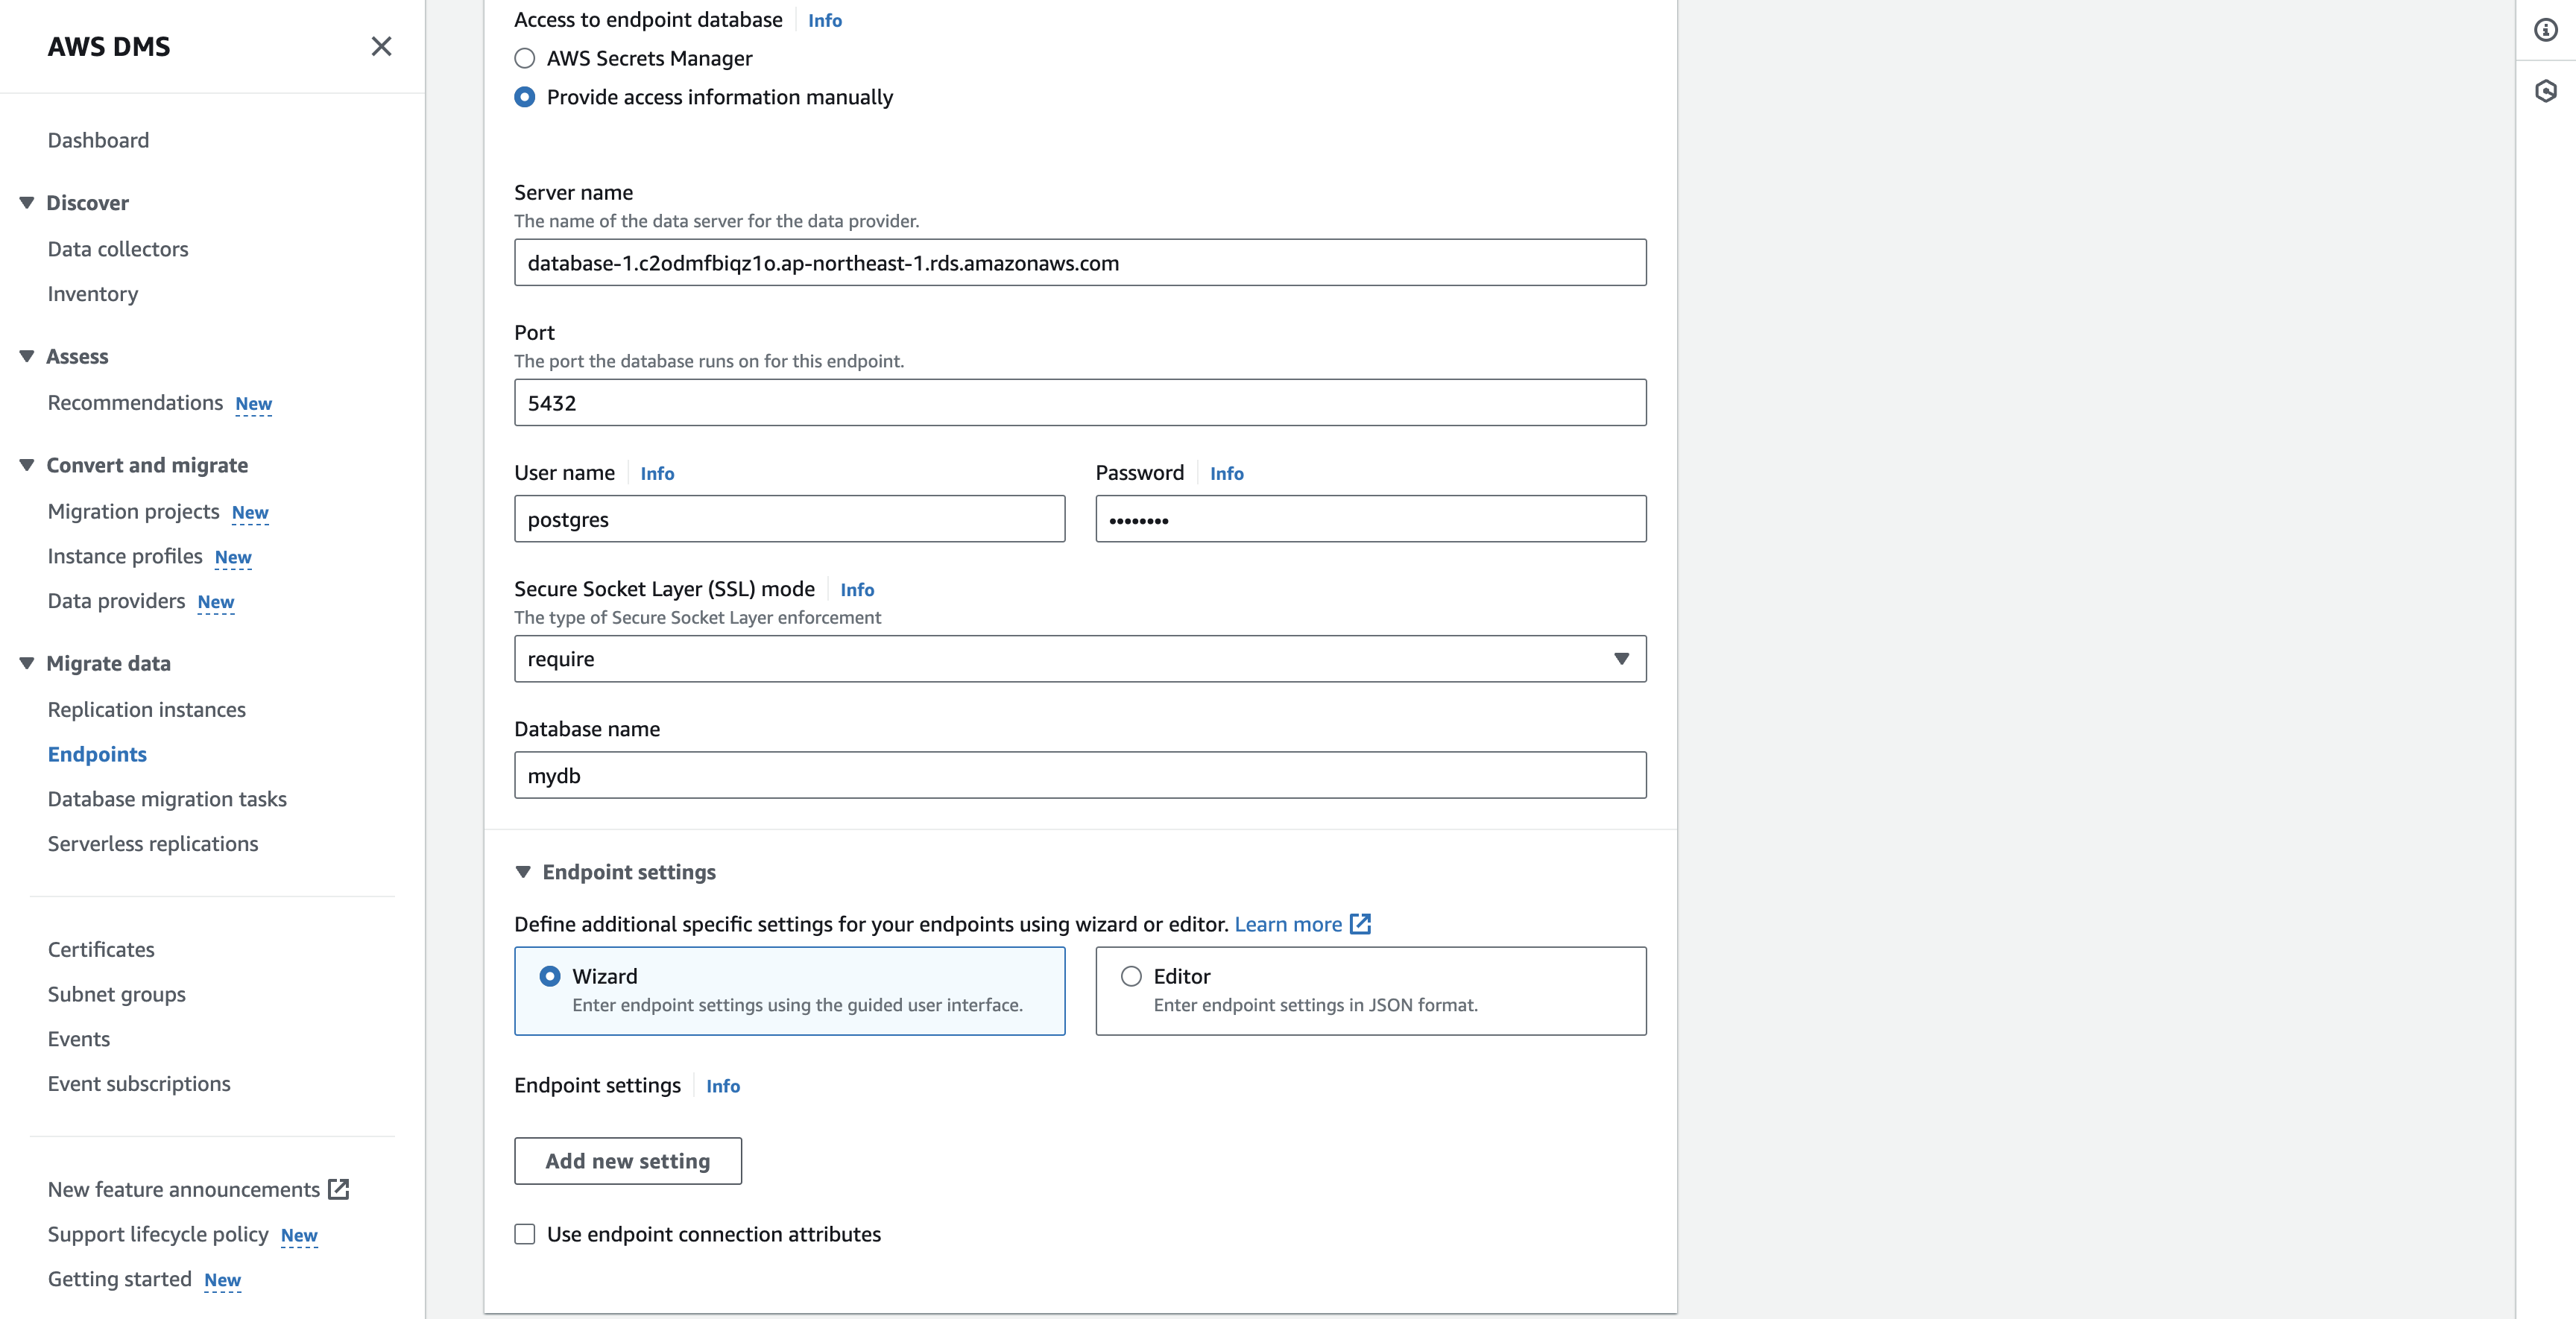 AWS DMS
Dashboard
Discover
Data collectors
Inventory
Assess
Recommendations New
Convert and migrate
Migration projects New
Instance profiles New
Data providers New
Migrate data
Replication instances
Endpoints
Database migration tasks
Serverless replications
Certificates
Subnet groups
Events
Event subscriptions
New feature announcements
Support lifecycle policy New
Getting started New
Access to endpoint database Info
AWS Secrets Manager
Provide access information manually
Server name
The name of the data server for the data provider.
database-1.c2odmfbiqz1o.ap-northeast-1.rds.amazonaws.com
Port
The port the database runs on for this endpoint.
5432
User name Info
postgres
Password Info
••••••••
Secure Socket Layer (SSL) mode Info
The type of Secure Socket Layer enforcement
require
Database name
mydb
Endpoint settings
Define additional specific settings for your endpoints using wizard or editor. Learn more
Wizard
Enter endpoint settings using the guided user interface.
Editor
Enter endpoint settings in JSON format.
Endpoint settings Info
Add new setting
Use endpoint connection attributes